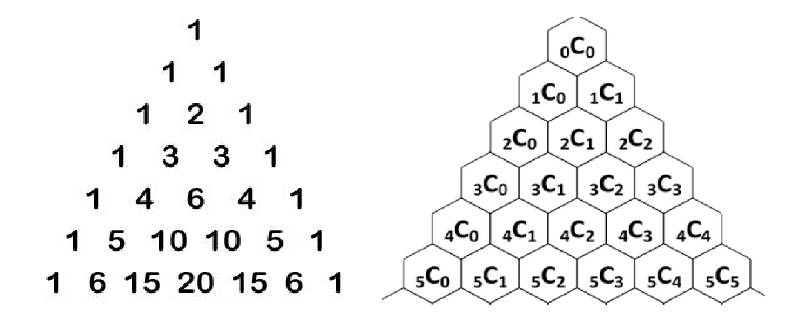 1
1 1
1 2 1
1 3 3 1
1 4 6 4 1
1 5 10 10 5 1
1 6 15 20 15 6 1
₀C₀
₁C₀ ₁C₁
₂C₀ ₂C₁ ₂C₂
₃C₀ ₃C₁ ₃C₂ ₃C₃
₄C₀ ₄C₁ ₄C₂ ₄C₃ ₄C₄
₅C₀ ₅C₁ ₅C₂ ₅C₃ ₅C₄ ₅C₅